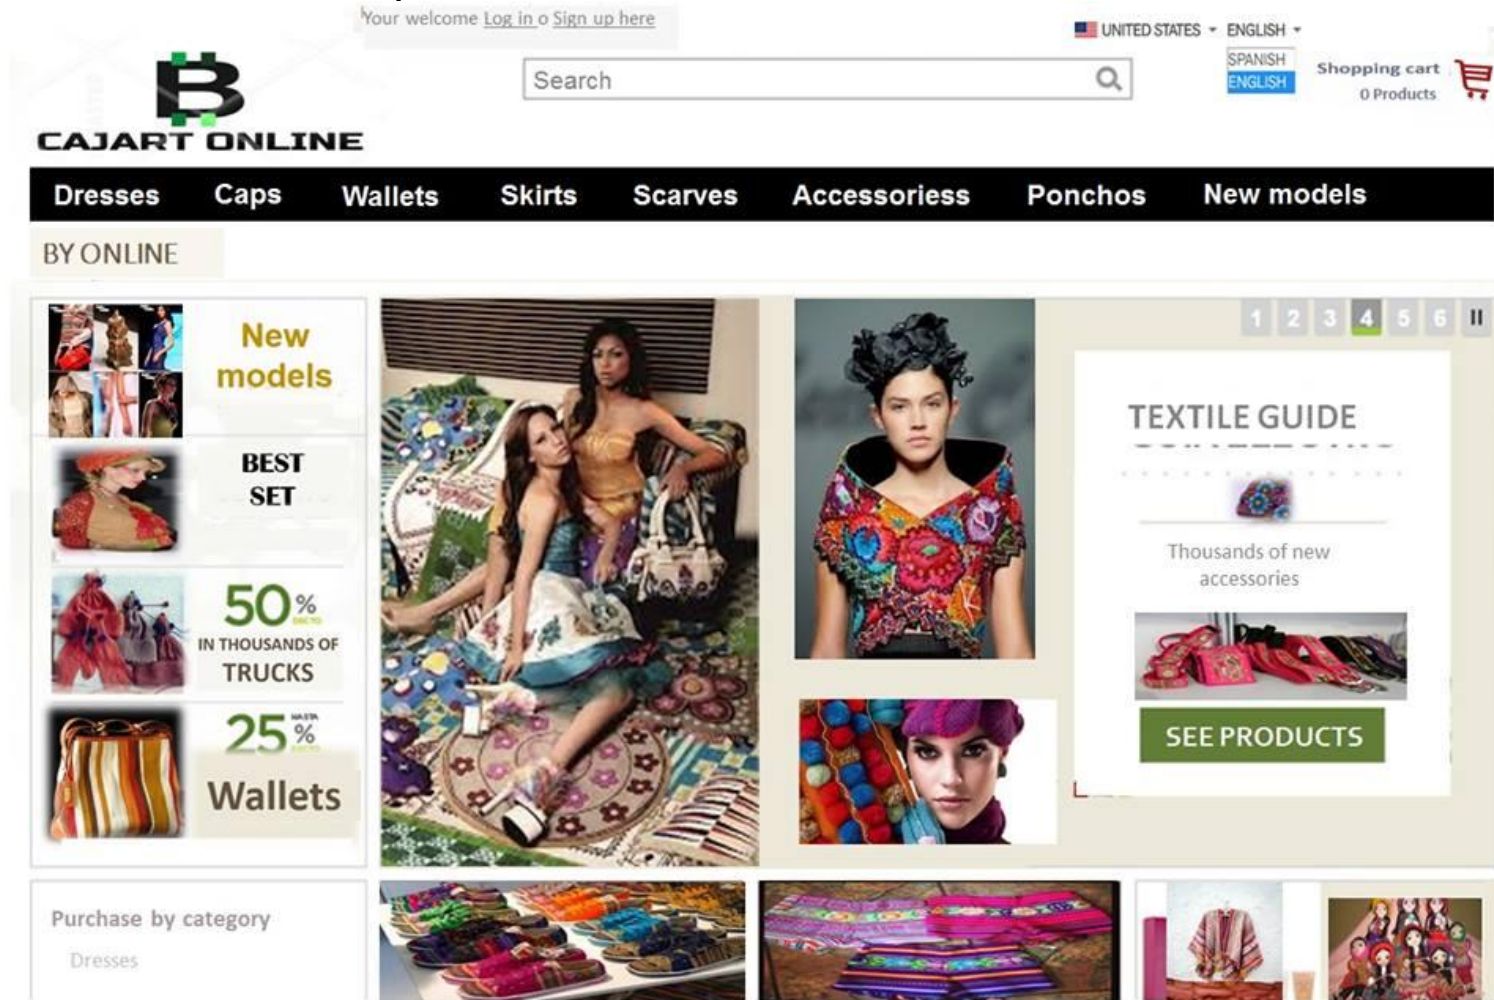 Your welcome Log in o Sign up here
UNITED STATES ENGLISH
SPANISH
ENGLISH
Search
Shopping cart
0 Products
B
CAJART ONLINE
Dresses Caps Wallets Skirts Scarves Accessoriess Ponchos New models
BY ONLINE
New
models
BEST
SET
50%
IN THOUSANDS OF
TRUCKS
25%
HASTA
Wallets
1 2 3 4 5 6
TEXTILE GUIDE
Thousands of new
accessories
SEE PRODUCTS
Purchase by category
Dresses